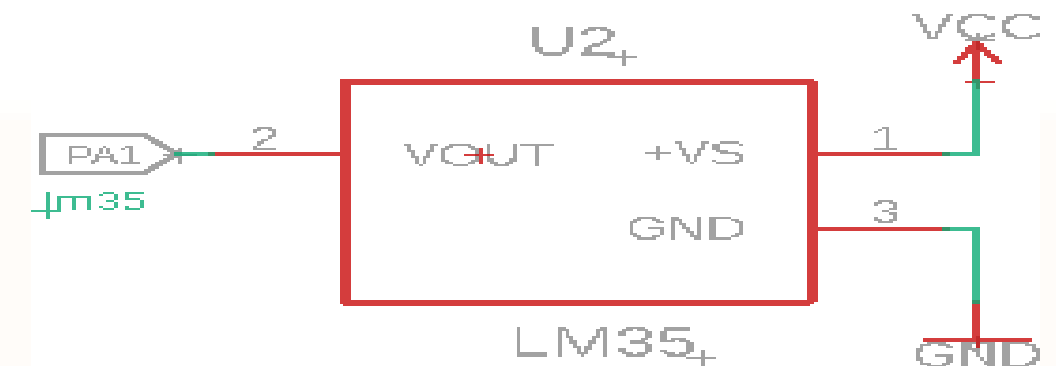 VCC
U2
PA1 2 VOUT +VS 1
lm35
GND 3
LM35
GND